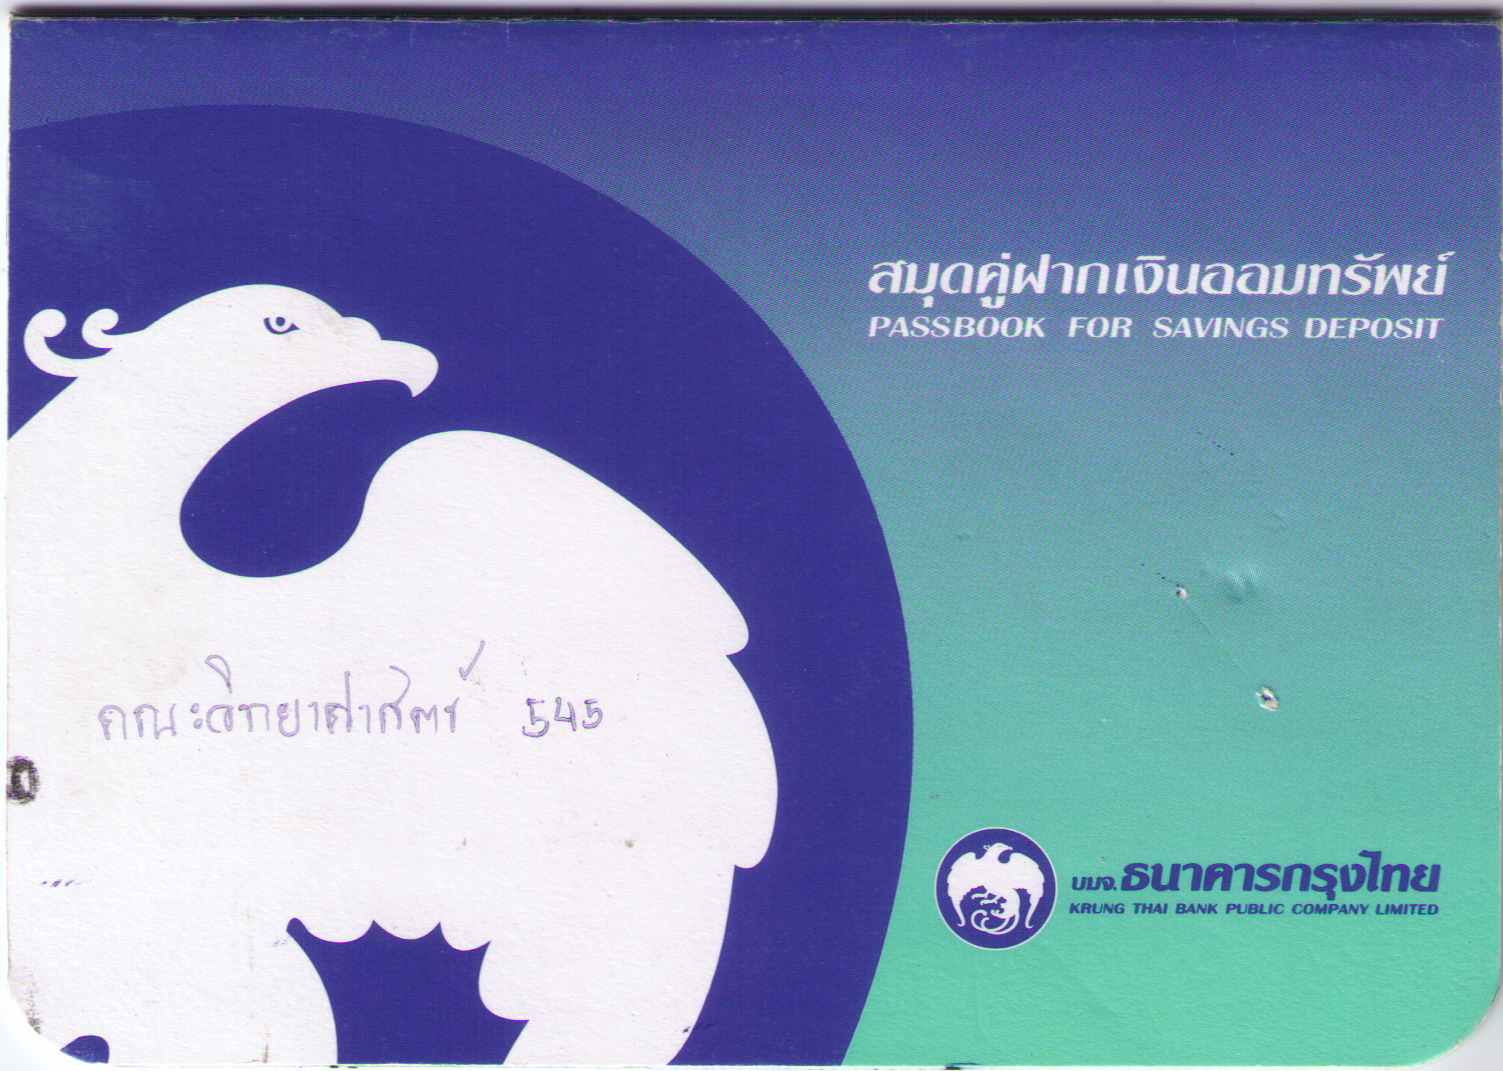 สมุดคู่ฝากเงินออมทรัพย์
PASSBOOK FOR SAVINGS DEPOSIT
คณะวิทยาศาสตร์ 545
บมจ.ธนาคารกรุงไทย
KRUNG THAI BANK PUBLIC COMPANY LIMITED